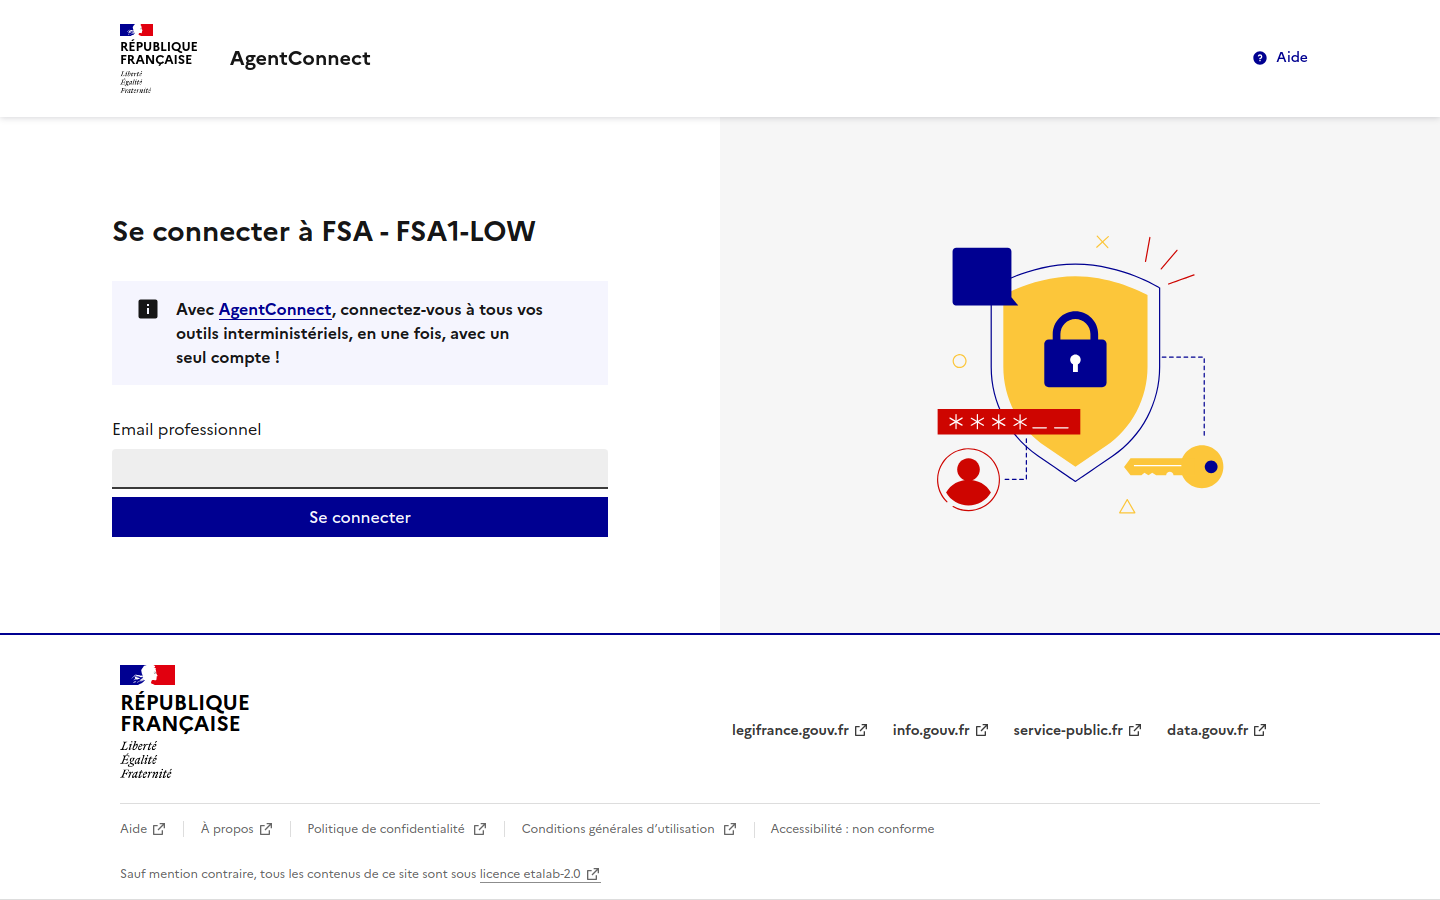 RÉPUBLIQUE
FRANÇAISE
Liberté
Égalité
Fraternité
AgentConnect
Aide
Se connecter à FSA - FSA1-LOW
Avec AgentConnect, connectez-vous à tous vos
outils interministériels, en une fois, avec un
seul compte !
Email professionnel
Se connecter
RÉPUBLIQUE
FRANÇAISE
Liberté
Égalité
Fraternité
legifrance.gouv.fr
info.gouv.fr
service-public.fr
data.gouv.fr
Aide
À propos
Politique de confidentialité
Conditions générales d’utilisation
Accessibilité : non conforme
Sauf mention contraire, tous les contenus de ce site sont sous licence etalab-2.0